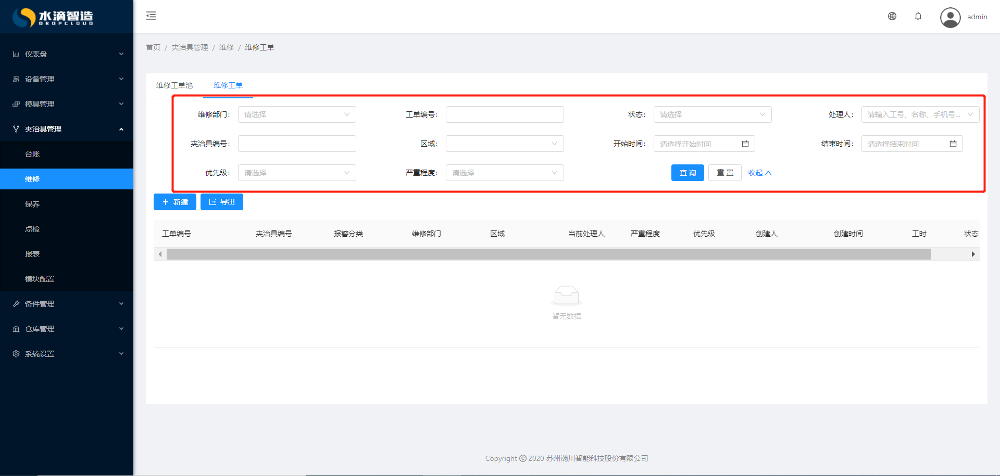 水滴智造
DROPCLOUD
admin
仪表盘
设备管理
模具管理
夹治具管理
台账
维修
保养
点检
报表
模块配置
备件管理
仓库管理
系统设置
首页 / 夹治具管理 / 维修 / 维修工单
维修工单池 维修工单
维修部门: 请选择 工单编号: 状态: 请选择 处理人: 请输入工号、名称、手机号...
夹治具编号: 区域: 开始时间: 请选择开始时间 结束时间: 请选择结束时间
优先级: 请选择 严重程度: 请选择 查 询 重 置 收起
新建 导出
工单编号 夹治具编号 报警分类 维修部门 区域 当前处理人 严重程度 优先级 创建人 创建时间 工时 状态
暂无数据
Copyright © 2020 苏州瀚川智能科技股份有限公司